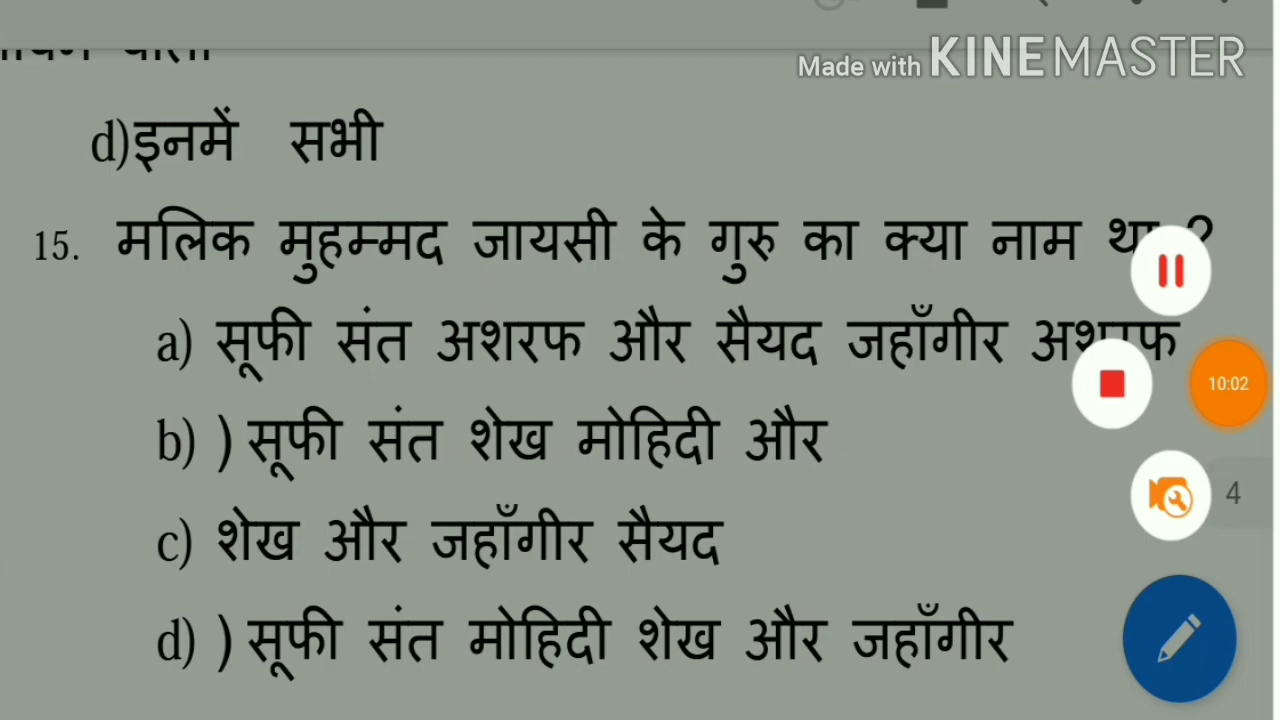 Made with KINEMASTER
d)इनमें सभी
15. मलिक मुहम्मद जायसी के गुरु का क्या नाम था ?
a) सूफी संत अशरफ और सैयद जहाँगीर अशरफ
10:02
b) ) सूफी संत शेख मोहिदी और
4
c) शेख और जहाँगीर सैयद
d) ) सूफी संत मोहिदी शेख और जहाँगीर